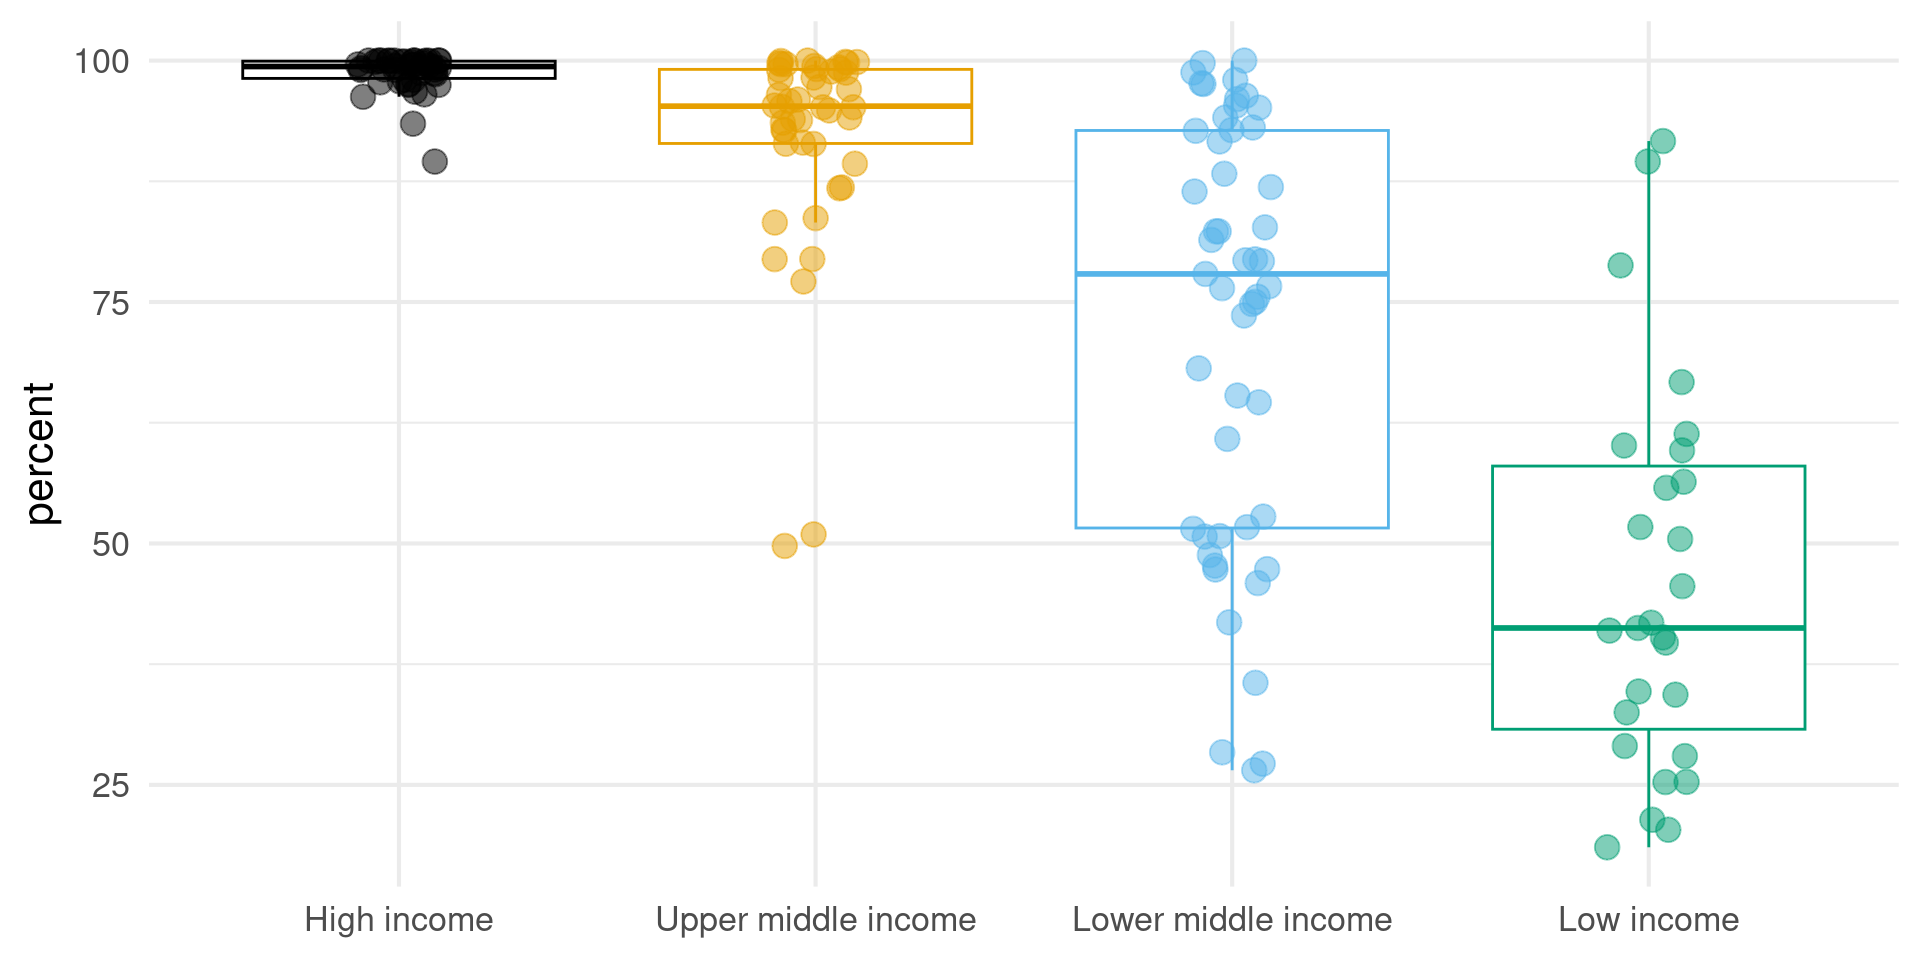 percent
100
75
50
25
High income
Upper middle income
Lower middle income
Low income